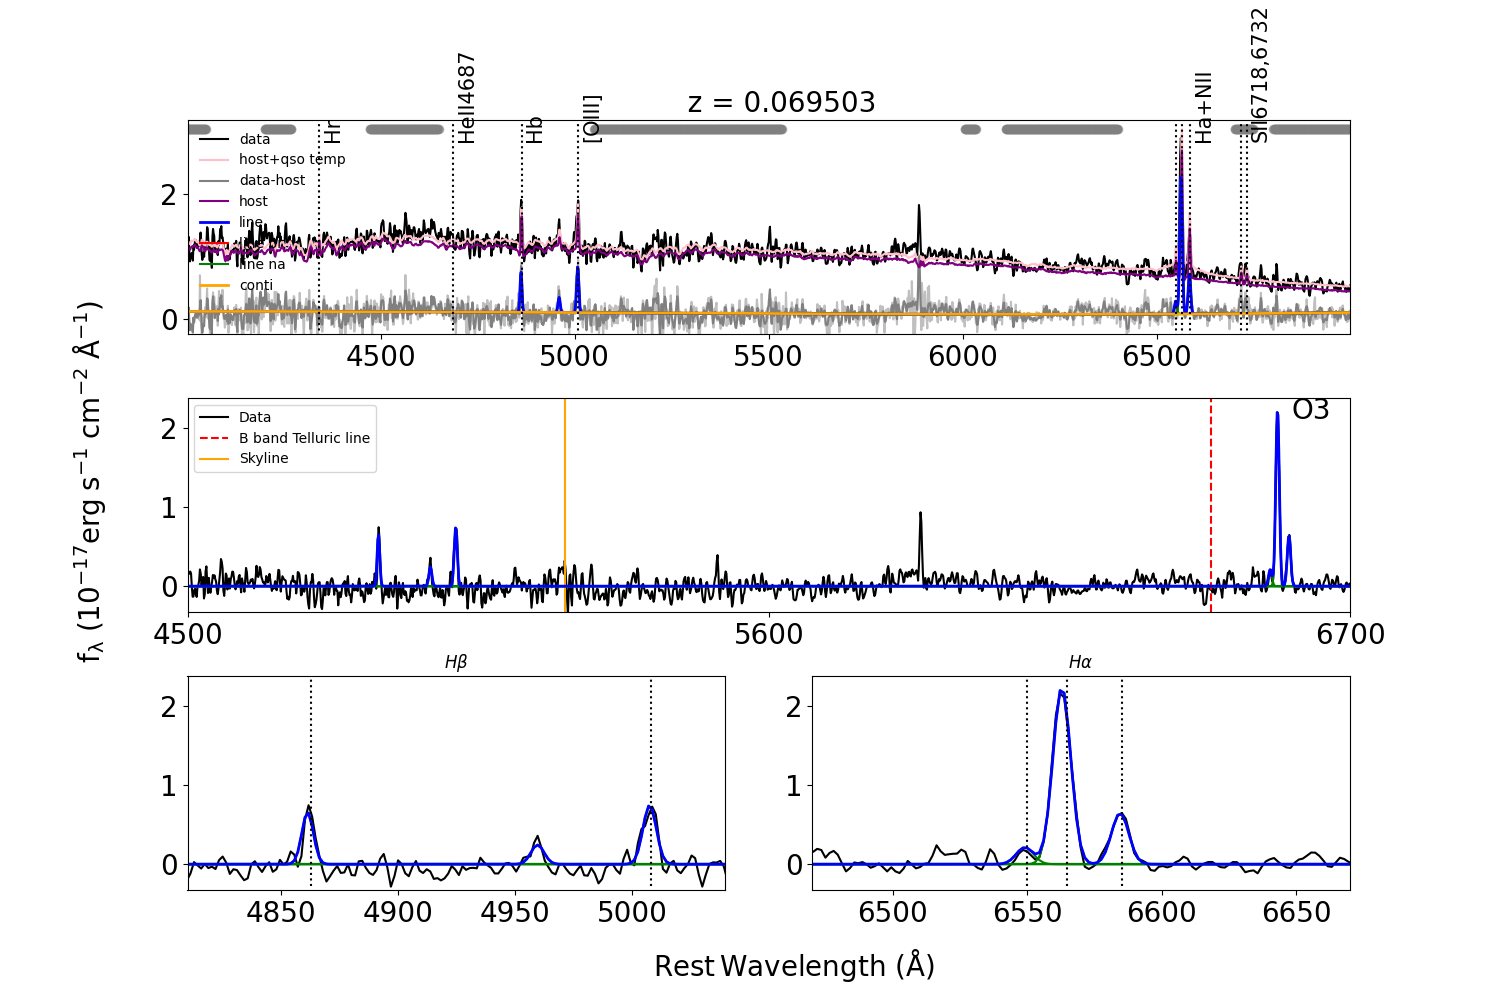 z = 0.069503
Hr
HeII4687
Hb
[OIII]
Ha+NII
SII6718,6732
data
host+qso temp
data-host
host
line
line na
conti
2
0
4500
5000
5500
6000
6500
fλ (10⁻¹⁷erg s⁻¹ cm⁻² Å⁻¹)
Data
B band Telluric line
Skyline
O3
2
1
0
4500
5600
6700
Hβ
2
1
0
4850
4900
4950
5000
Hα
2
1
0
6500
6550
6600
6650
Rest Wavelength (Å)